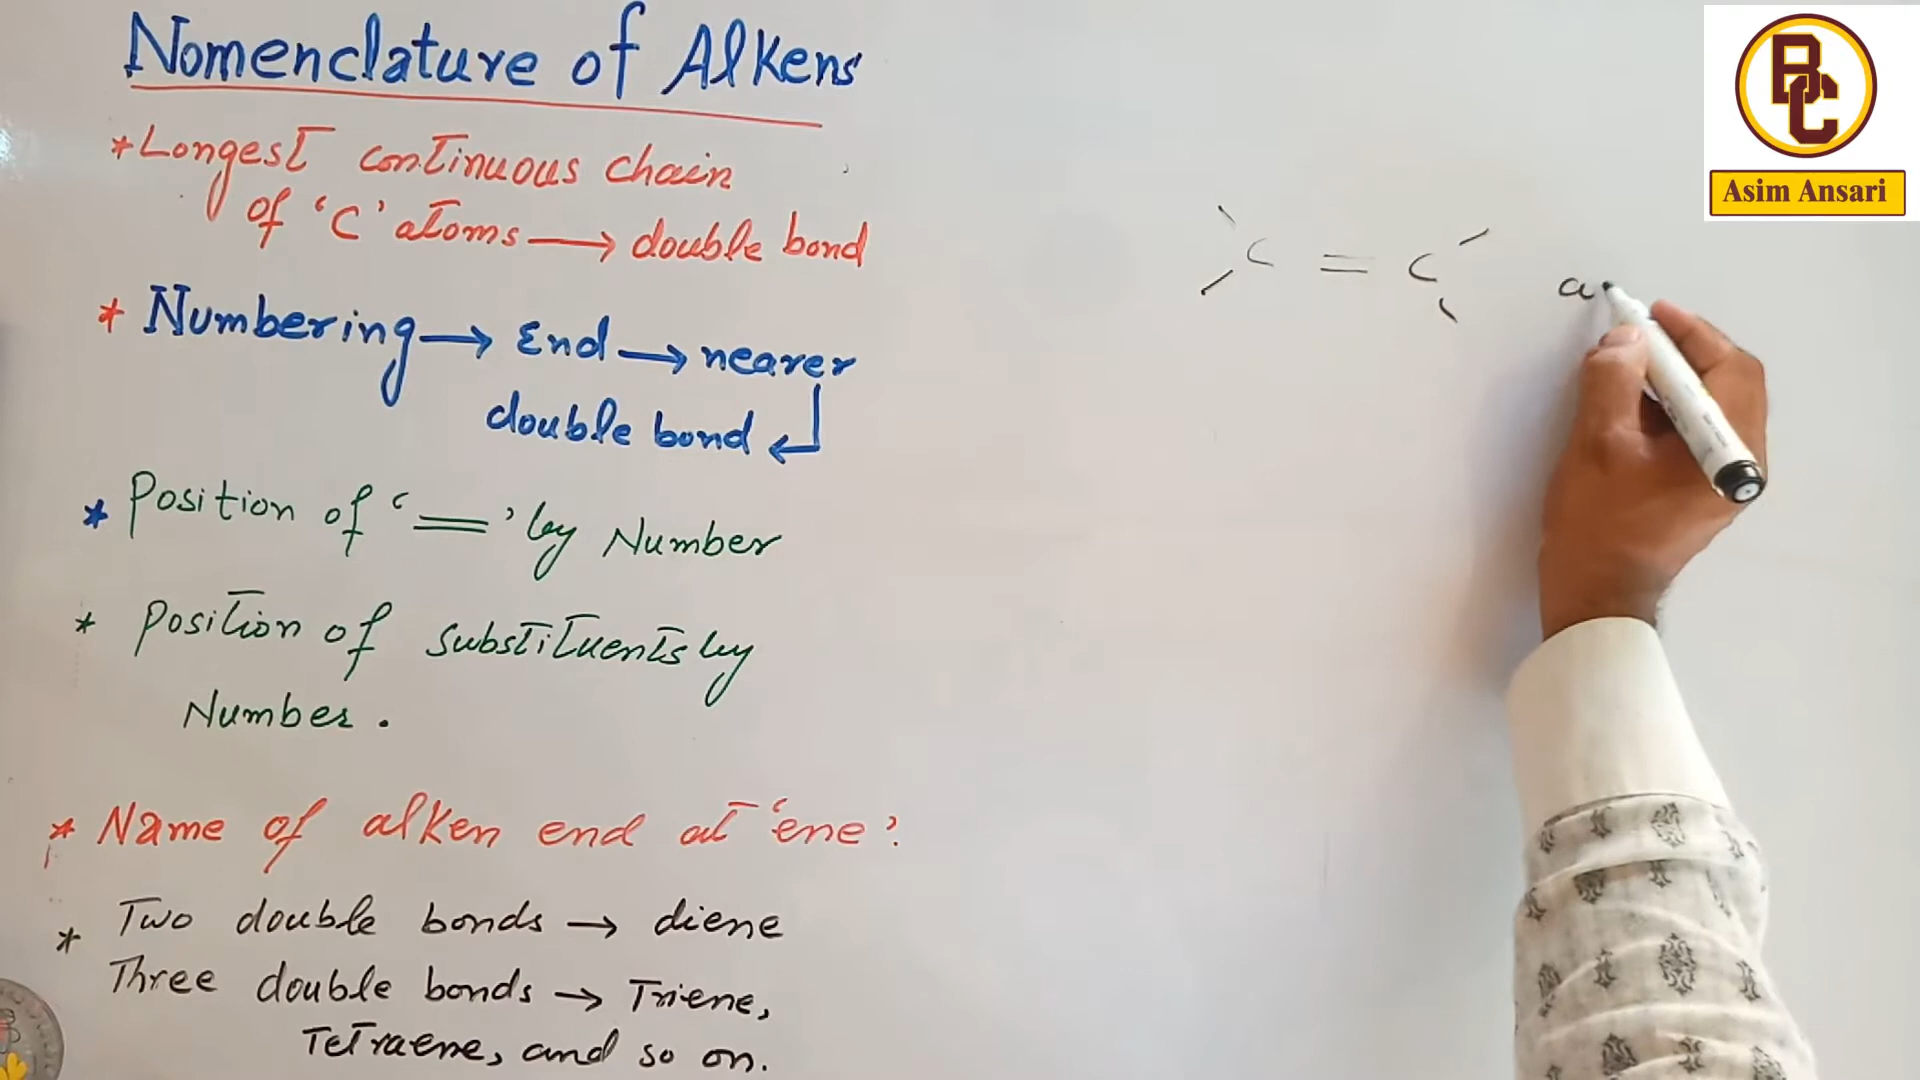 Nomenclature of Alkens
* Longest continuous chain
of 'C' atoms → double bond
* Numbering → End → nearer
double bond ↵
* Position of '=' by Number
* Position of substituents by
Number.
* Name of alken end at 'ene'.
* Two double bonds → diene
Three double bonds → Triene,
Tetraene, and so on.
C = C a
BC
Asim Ansari